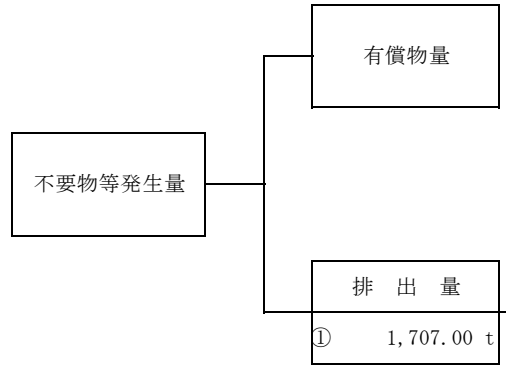 有償物量
不要物等発生量
排　出　量
①　　1,707.00 t